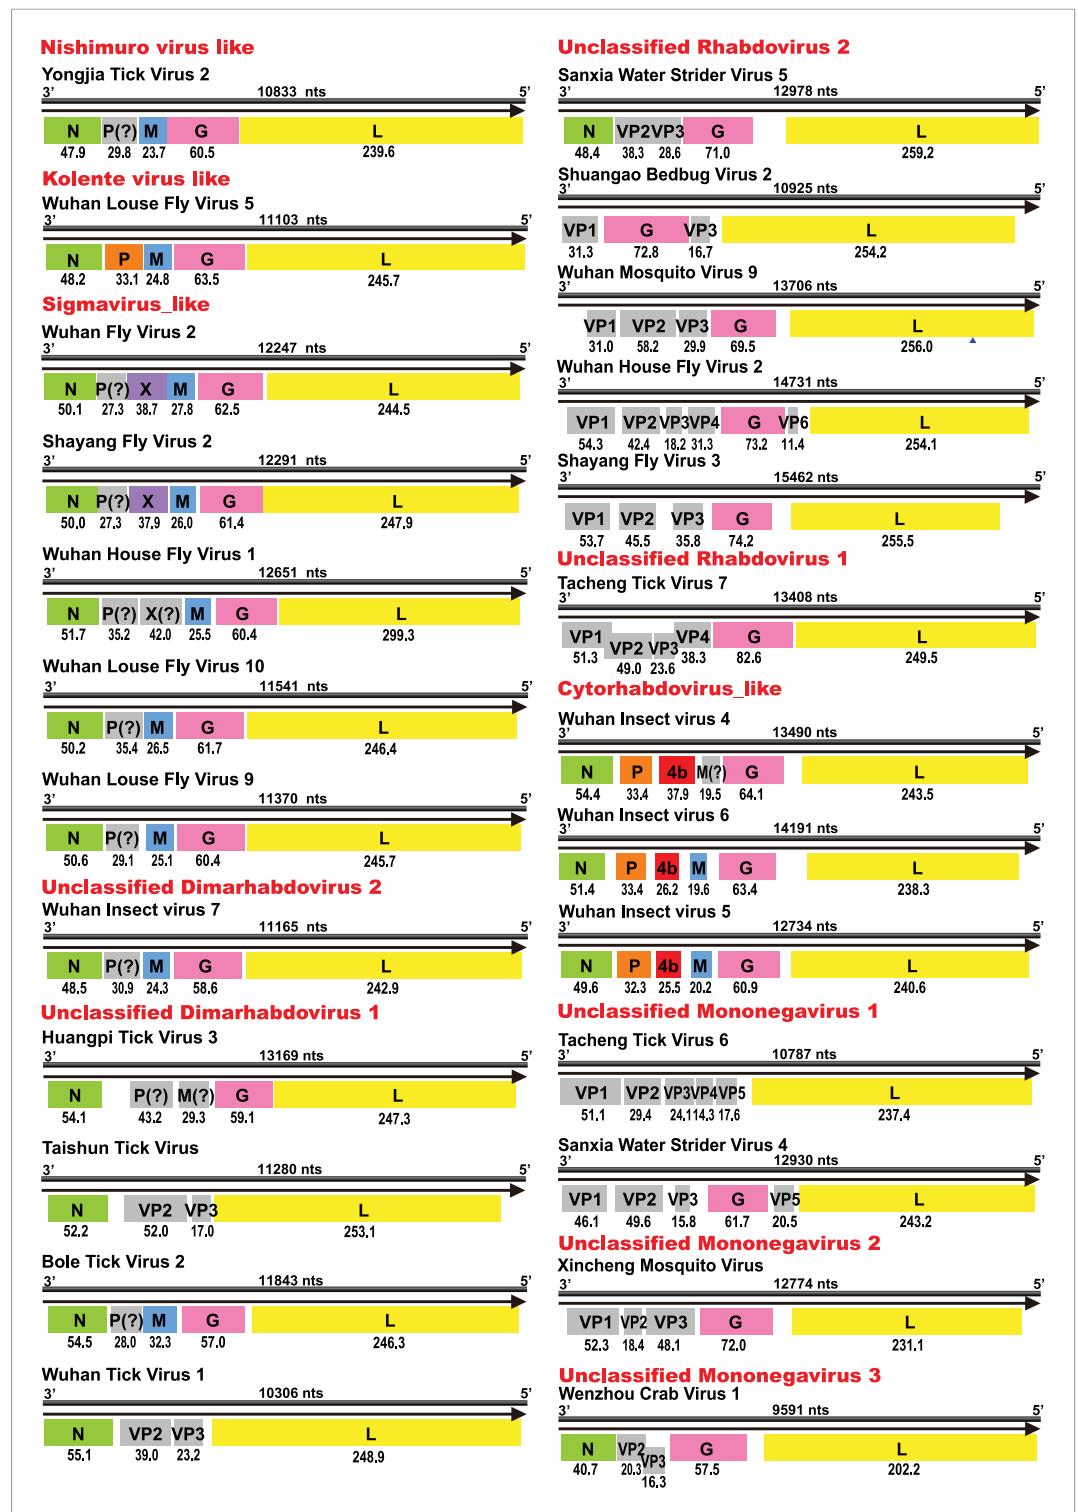 Nishimuro virus like
Yongjia Tick Virus 2
3’ 10833 nts 5’
N P(?) M G L
47.9 29.8 23.7 60.5 239.6
Kolente virus like
Wuhan Louse Fly Virus 5
3’ 11103 nts 5’
N P M G L
48.2 33.1 24.8 63.5 245.7
Sigmavirus_like
Wuhan Fly Virus 2
3’ 12247 nts 5’
N P(?) X M G L
50.1 27.3 38.7 27.8 62.5 244.5
Shayang Fly Virus 2
3’ 12291 nts 5’
N P(?) X M G L
50.0 27.3 37.9 26.0 61.4 247.9
Wuhan House Fly Virus 1
3’ 12651 nts 5’
N P(?) X(?) M G L
51.7 35.2 42.0 25.5 60.4 299.3
Wuhan Louse Fly Virus 10
3’ 11541 nts 5’
N P(?) M G L
50.2 35.4 26.5 61.7 246.4
Wuhan Louse Fly Virus 9
3’ 11370 nts 5’
N P(?) M G L
50.6 29.1 25.1 60.4 245.7
Unclassified Dimarhabdovirus 2
Wuhan Insect virus 7
3’ 11165 nts 5’
N P(?) M G L
48.5 30.9 24.3 58.6 242.9
Unclassified Dimarhabdovirus 1
Huangpi Tick Virus 3
3’ 13169 nts 5’
N P(?) M(?) G L
54.1 43.2 29.3 59.1 247.3
Taishun Tick Virus
3’ 11280 nts 5’
N VP2 VP3 L
52.2 52.0 17.0 253.1
Bole Tick Virus 2
3’ 11843 nts 5’
N P(?) M G L
54.5 28.0 32.3 57.0 246.3
Wuhan Tick Virus 1
3’ 10306 nts 5’
N VP2 VP3 L
55.1 39.0 23.2 248.9
Unclassified Rhabdovirus 2
Sanxia Water Strider Virus 5
3’ 12978 nts 5’
N VP2 VP3 G L
48.4 38.3 28.6 71.0 259.2
Shuangao Bedbug Virus 2
3’ 10925 nts 5’
VP1 G VP3 L
31.3 72.8 16.7 254.2
Wuhan Mosquito Virus 9
3’ 13706 nts 5’
VP1 VP2 VP3 G L
31.0 58.2 29.9 69.5 256.0
Wuhan House Fly Virus 2
3’ 14731 nts 5’
VP1 VP2 VP3 VP4 G VP6 L
54.3 42.4 18.2 31.3 73.2 11.4 254.1
Shayang Fly Virus 3
3’ 15462 nts 5’
VP1 VP2 VP3 G L
53.7 45.5 35.8 74.2 255.5
Unclassified Rhabdovirus 1
Tacheng Tick Virus 7
3’ 13408 nts 5’
VP1 VP2 VP3 VP4 G L
51.3 49.0 23.6 38.3 82.6 249.5
Cytorhabdovirus_like
Wuhan Insect virus 4
3’ 13490 nts 5’
N P 4b M(?) G L
54.4 33.4 37.9 19.5 64.1 243.5
Wuhan Insect virus 6
3’ 14191 nts 5’
N P 4b M G L
51.4 33.4 26.2 19.6 63.4 238.3
Wuhan Insect virus 5
3’ 12734 nts 5’
N P 4b M G L
49.6 32.3 25.5 20.2 60.9 240.6
Unclassified Mononegavirus 1
Tacheng Tick Virus 6
3’ 10787 nts 5’
VP1 VP2 VP3 VP4 VP5 L
51.1 29.4 24.1 14.3 17.6 237.4
Sanxia Water Strider Virus 4
3’ 12930 nts 5’
VP1 VP2 VP3 G VP5 L
46.1 49.6 15.8 61.7 20.5 243.2
Unclassified Mononegavirus 2
Xincheng Mosquito Virus
3’ 12774 nts 5’
VP1 VP2 VP3 G L
52.3 18.4 48.1 72.0 231.1
Unclassified Mononegavirus 3
Wenzhou Crab Virus 1
3’ 9591 nts 5’
N VP2 VP3 G L
40.7 20.3 16.3 57.5 202.2